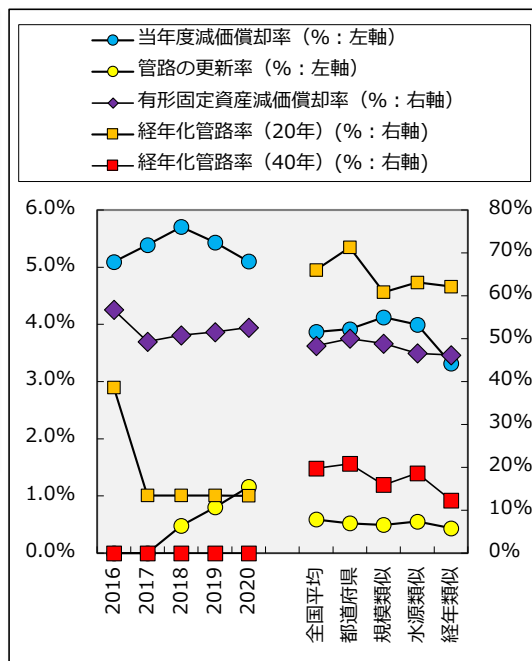 当年度減価償却率（%：左軸）
管路の更新率（%：左軸）
有形固定資産減価償却率（%：右軸）
経年化管路率（20年）(%：右軸)
経年化管路率（40年）(%：右軸)
6.0%
5.0%
4.0%
3.0%
2.0%
1.0%
0.0%
80%
70%
60%
50%
40%
30%
20%
10%
0%
2016
2017
2018
2019
2020
全国平均
都道府県
規模類似
水源類似
経年類似